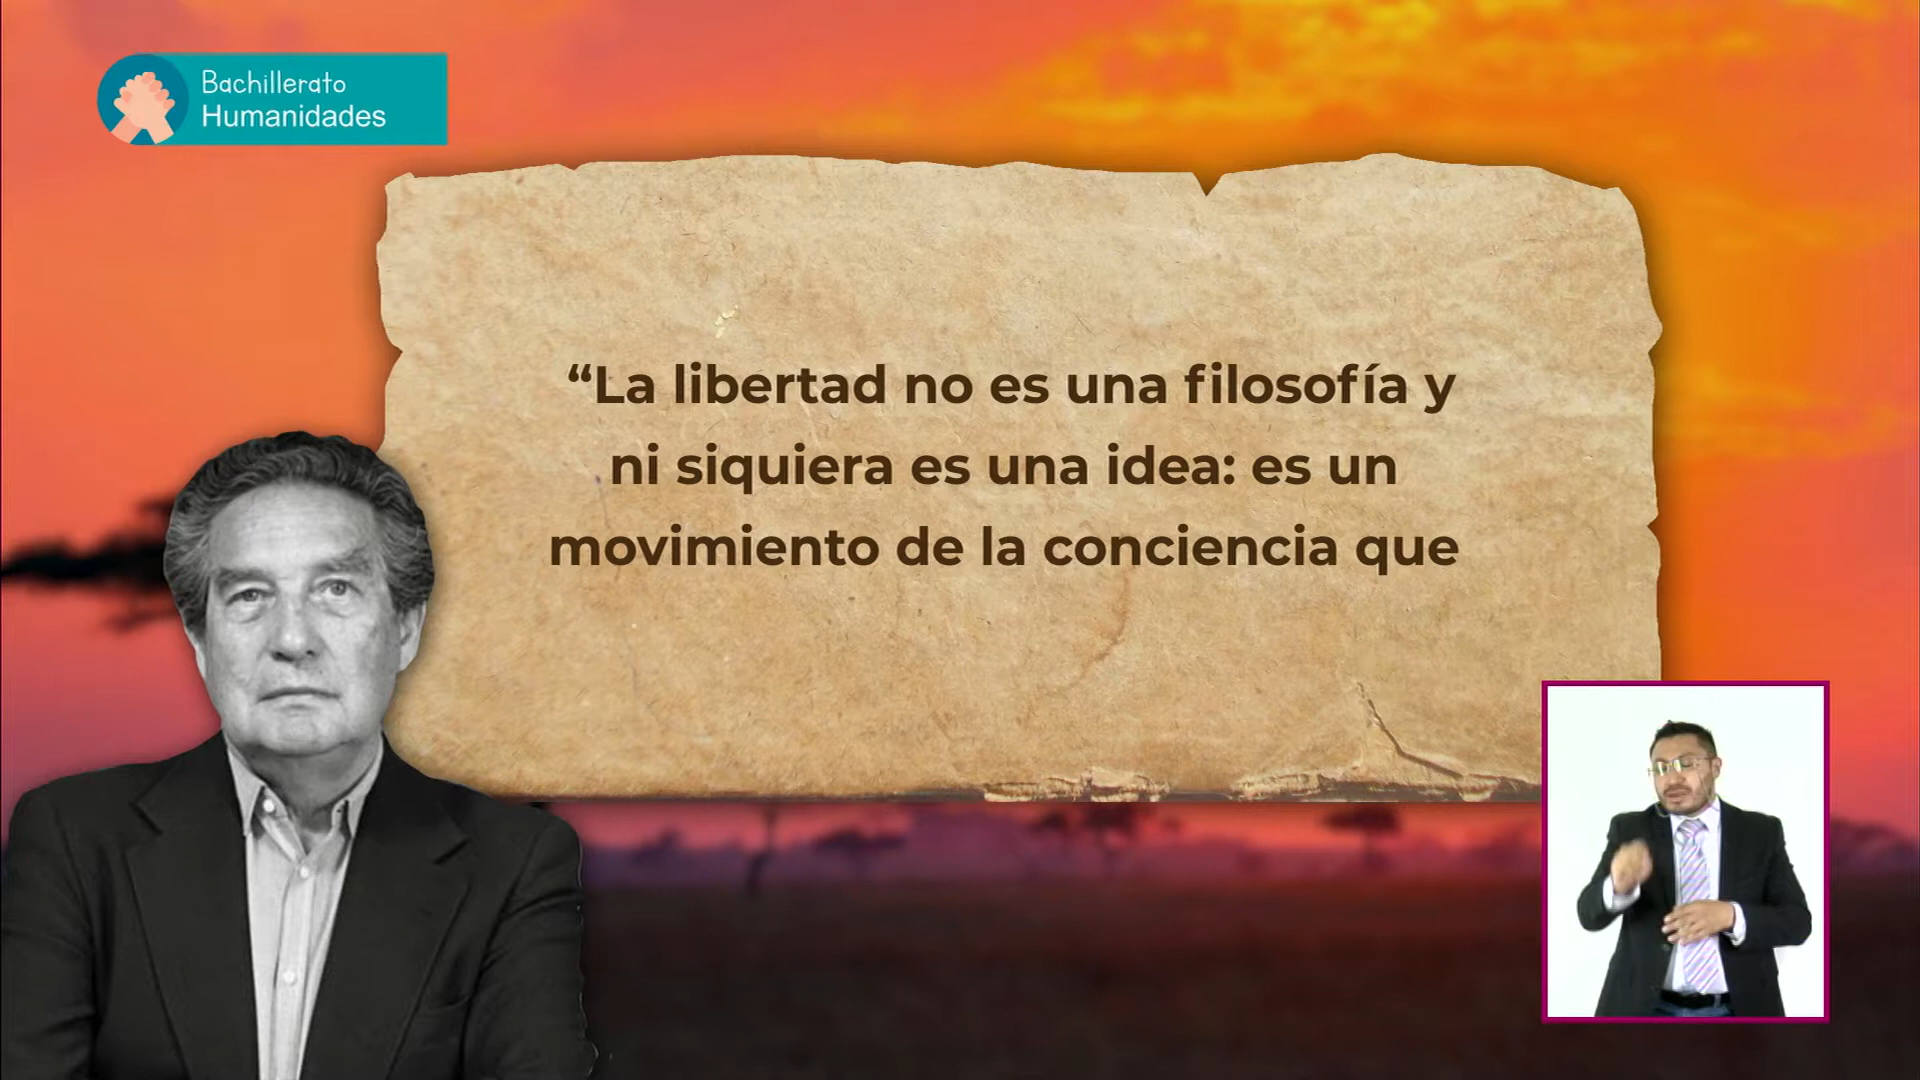 Bachillerato
Humanidades
“La libertad no es una filosofía y
ni siquiera es una idea: es un
movimiento de la conciencia que